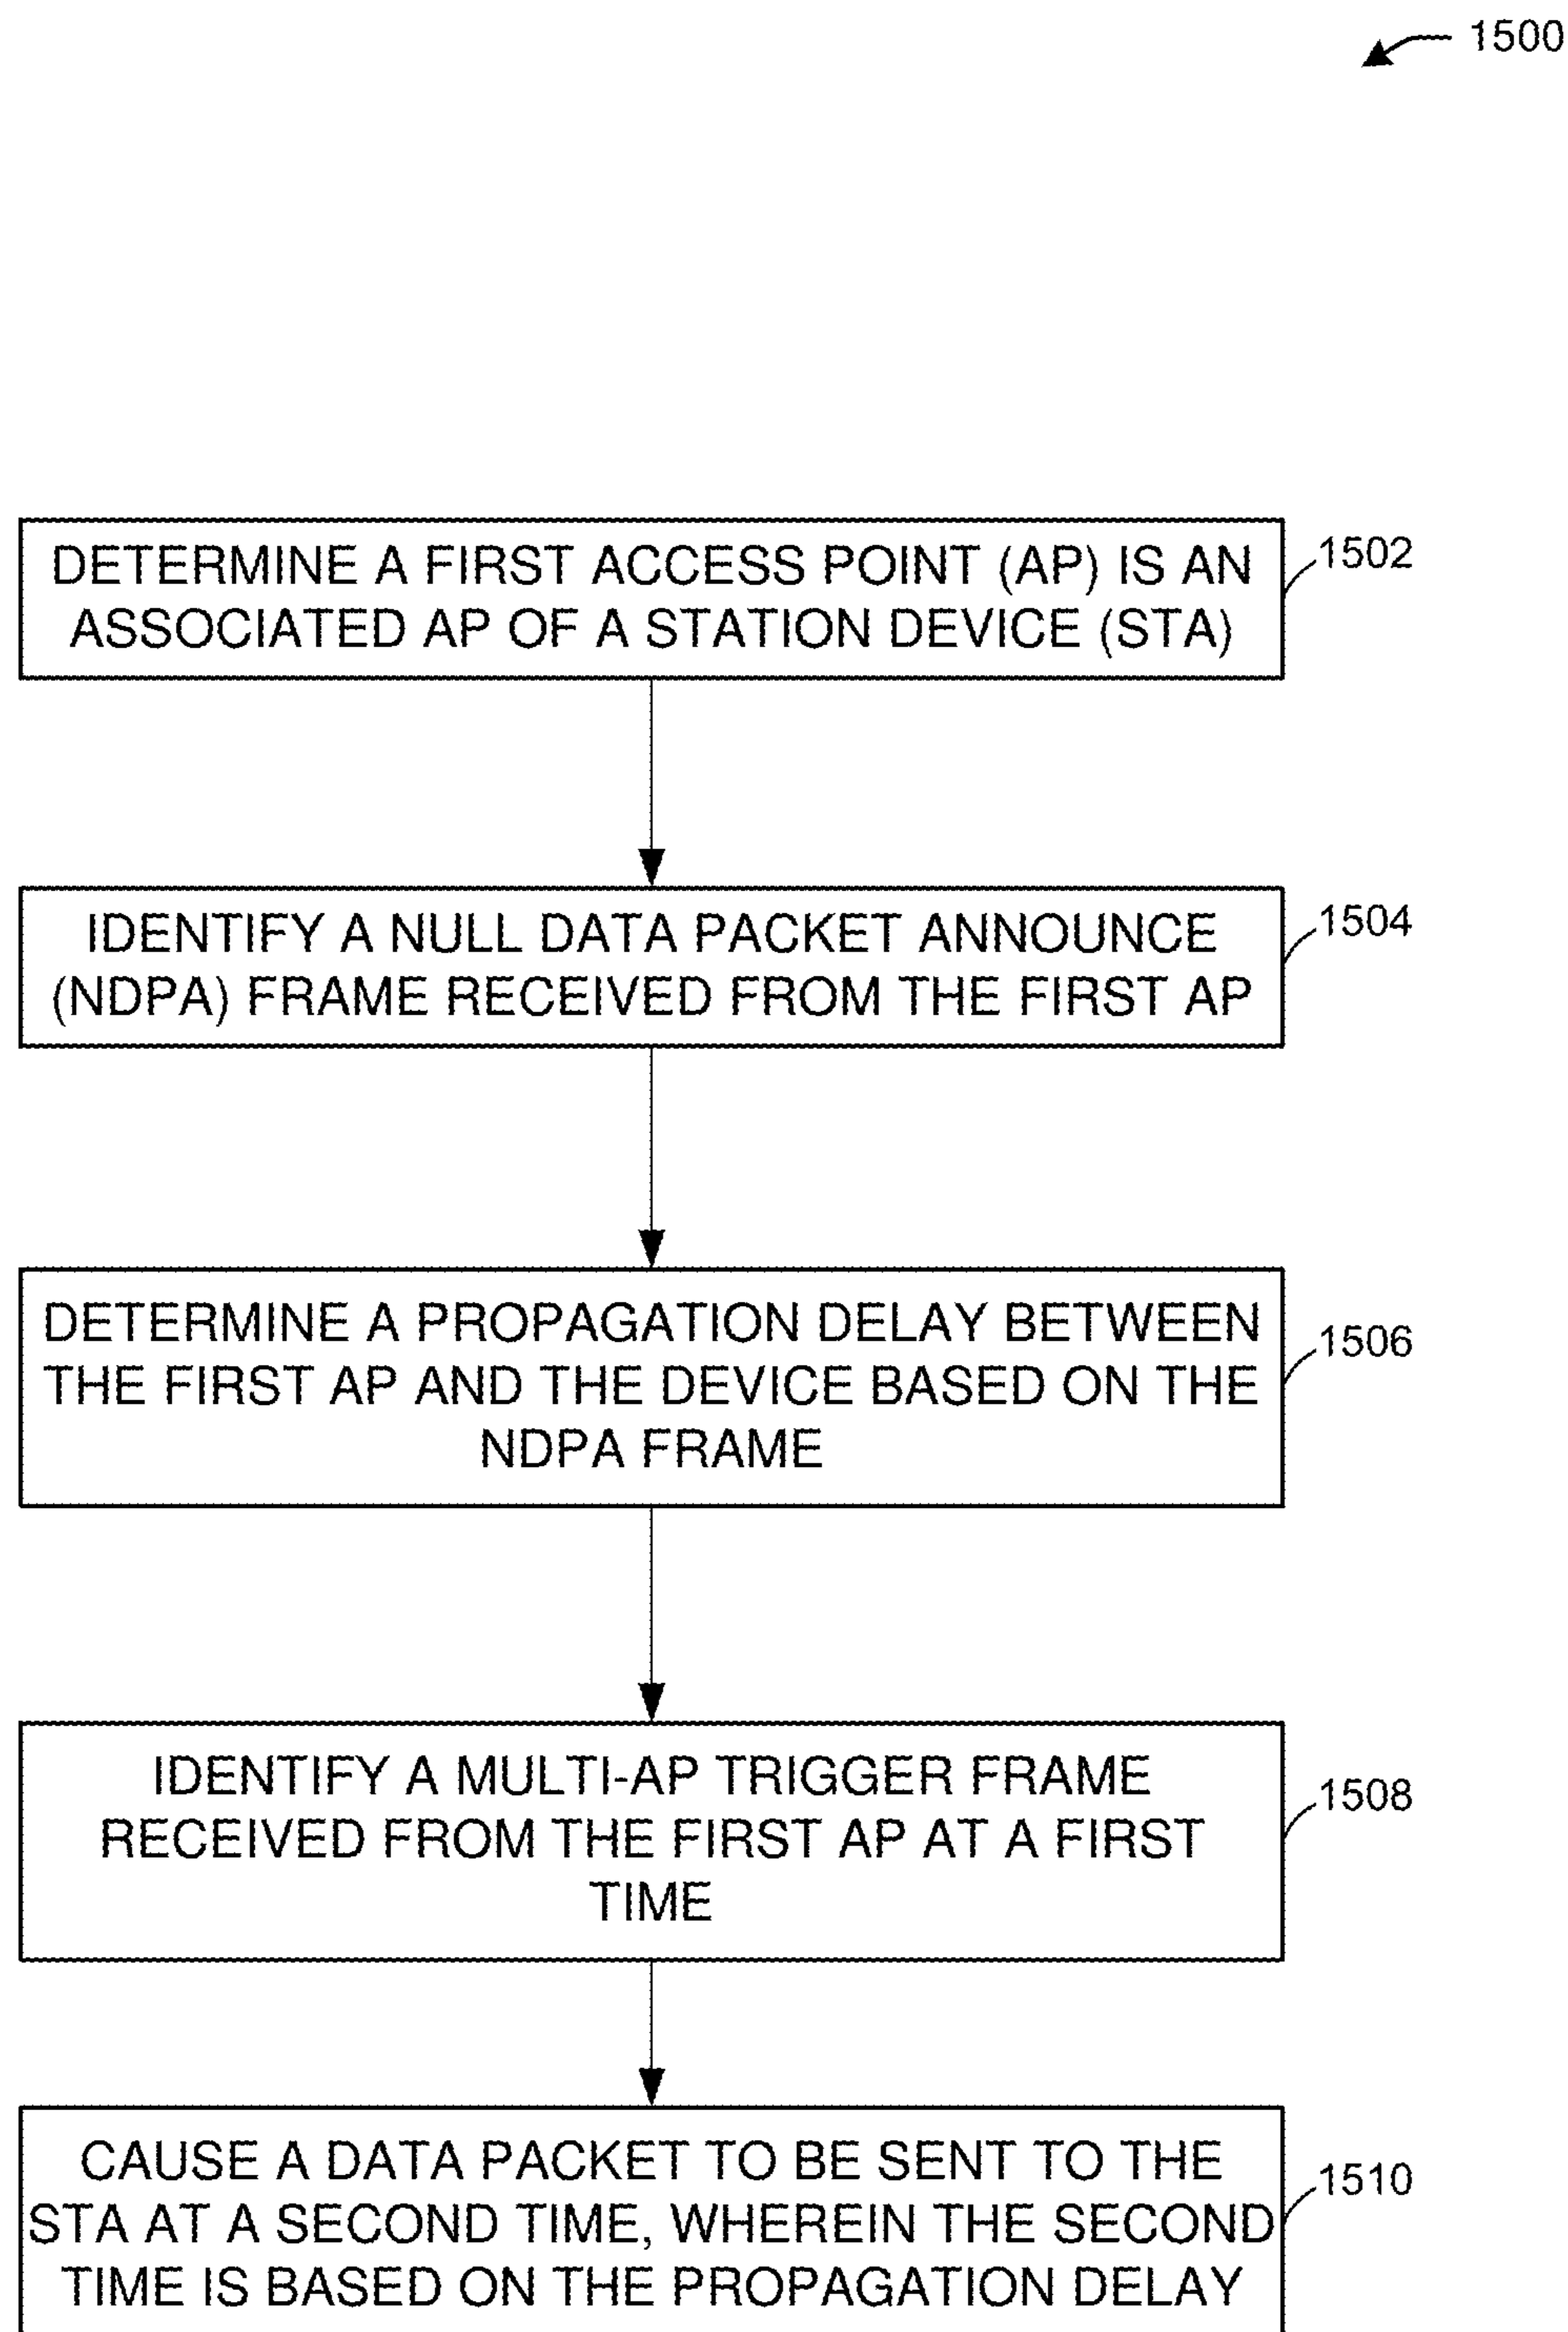 1500
DETERMINE A FIRST ACCESS POINT (AP) IS AN
ASSOCIATED AP OF A STATION DEVICE (STA)
1502
IDENTIFY A NULL DATA PACKET ANNOUNCE
(NDPA) FRAME RECEIVED FROM THE FIRST AP
1504
DETERMINE A PROPAGATION DELAY BETWEEN
THE FIRST AP AND THE DEVICE BASED ON THE
NDPA FRAME
1506
IDENTIFY A MULTI-AP TRIGGER FRAME
RECEIVED FROM THE FIRST AP AT A FIRST
TIME
1508
CAUSE A DATA PACKET TO BE SENT TO THE
STA AT A SECOND TIME, WHEREIN THE SECOND
TIME IS BASED ON THE PROPAGATION DELAY
1510